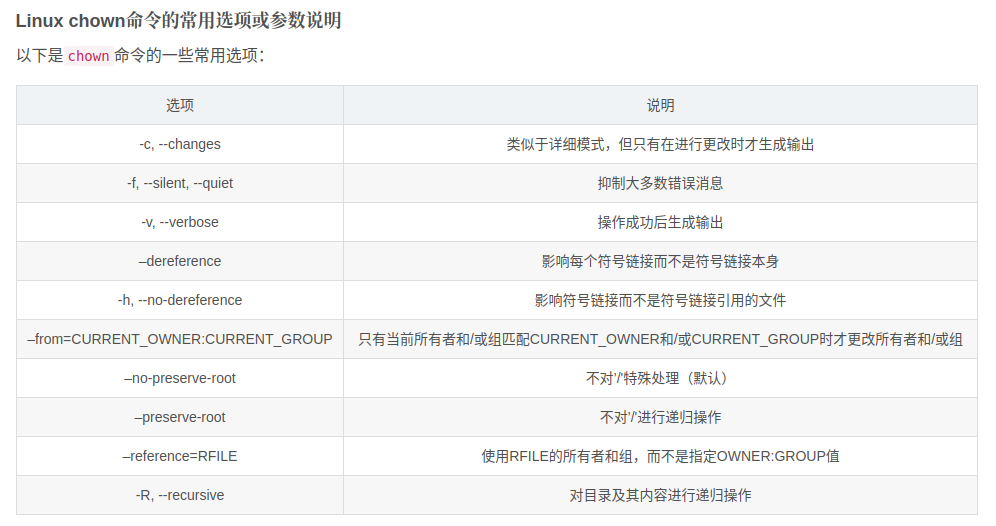 Linux chown命令的常用选项或参数说明
以下是 chown 命令的一些常用选项：
选项 说明
-c, --changes 类似于详细模式，但只有在进行更改时才生成输出
-f, --silent, --quiet 抑制大多数错误消息
-v, --verbose 操作成功后生成输出
–dereference 影响每个符号链接而不是符号链接本身
-h, --no-dereference 影响符号链接而不是符号链接引用的文件
–from=CURRENT_OWNER:CURRENT_GROUP 只有当前所有者和/或组匹配CURRENT_OWNER和/或CURRENT_GROUP时才更改所有者和/或组
–no-preserve-root 不对'/'特殊处理（默认）
–preserve-root 不对'/'进行递归操作
–reference=RFILE 使用RFILE的所有者和组，而不是指定OWNER:GROUP值
-R, --recursive 对目录及其内容进行递归操作